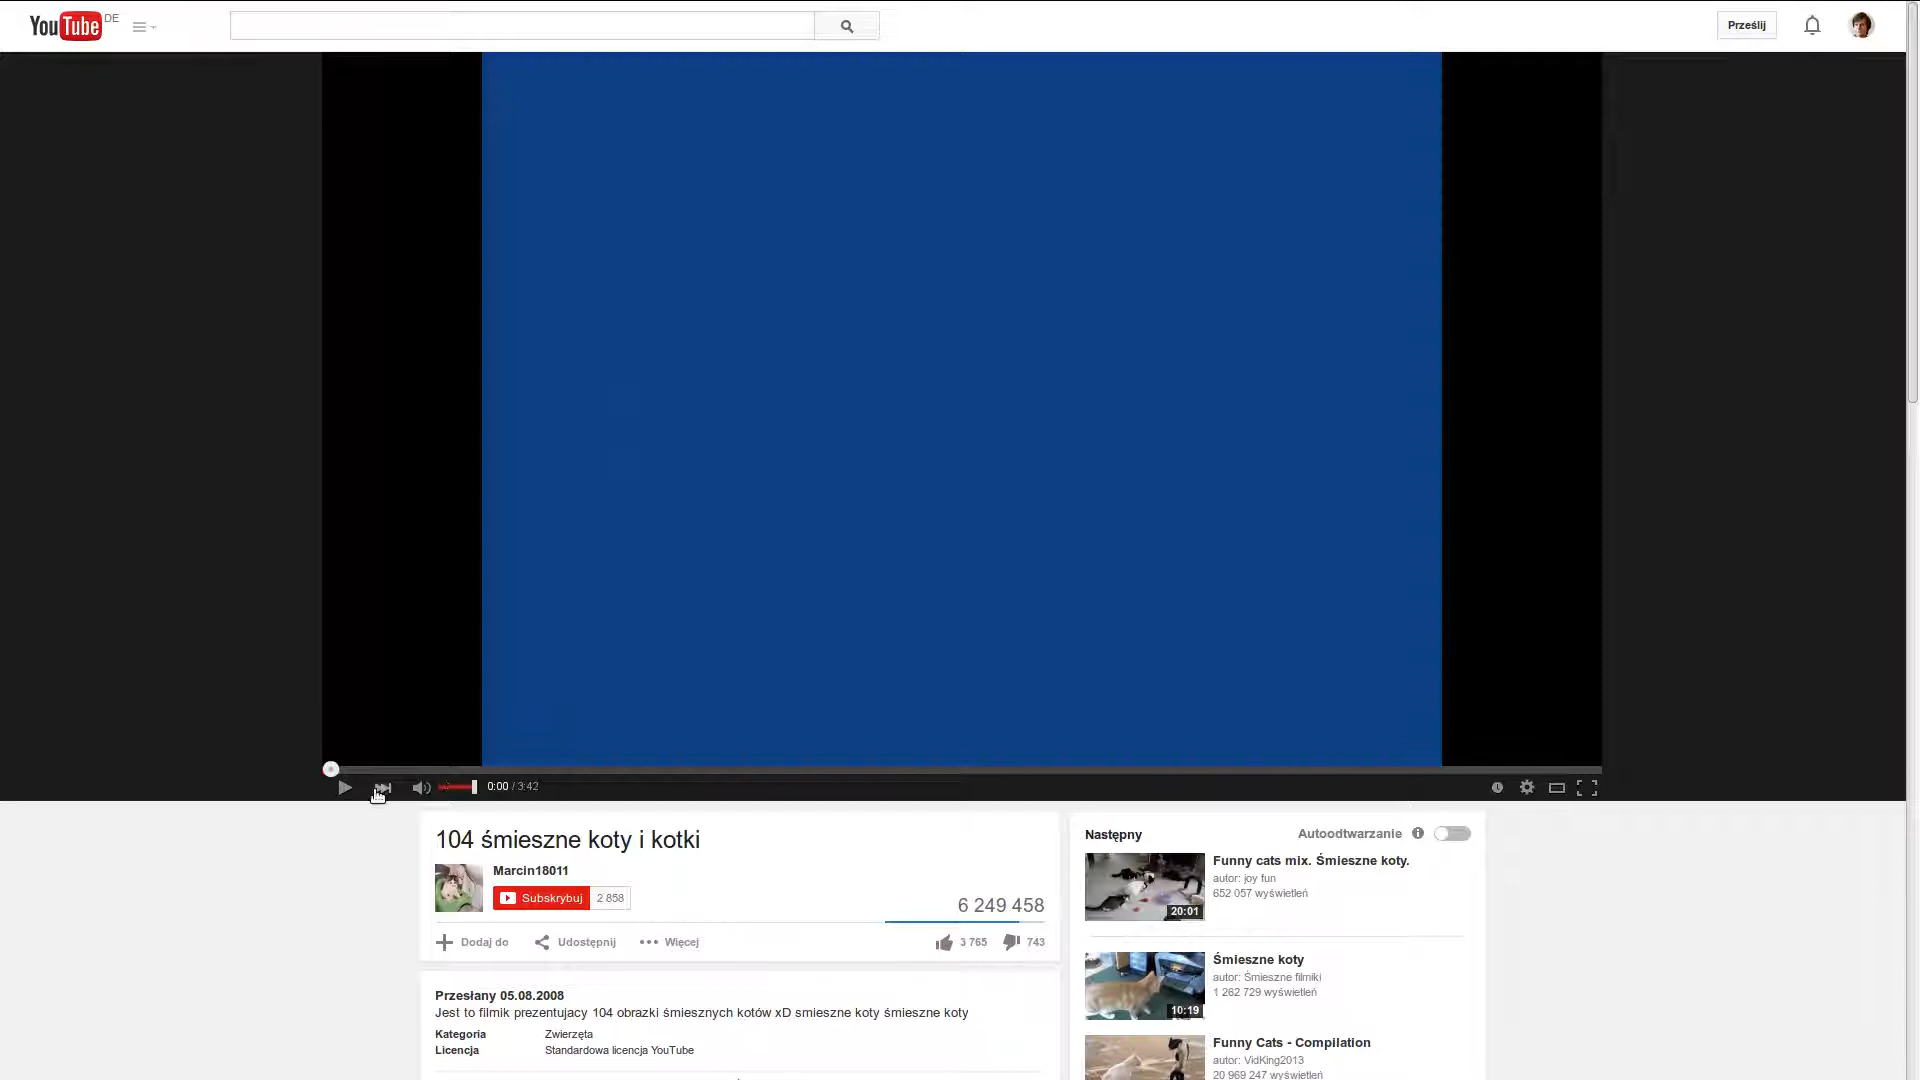 YouTube DE
Prześlij
0:00 / 3:42
104 śmieszne koty i kotki
Marcin18011
Subskrybuj 2 858
6 249 458
Dodaj do Udostępnij Więcej 3 765 743
Przesłany 05.08.2008
Jest to filmik prezentujacy 104 obrazki śmiesznych kotów xD smieszne koty śmieszne koty
Kategoria Zwierzęta
Licencja Standardowa licencja YouTube
Następny Autoodtwarzanie
Funny cats mix. Śmieszne koty.
autor: joy fun
652 057 wyświetleń
20:01
Śmieszne koty
autor: Śmieszne filmiki
1 262 729 wyświetleń
10:19
Funny Cats - Compilation
autor: VidKing2013
20 969 247 wyświetleń